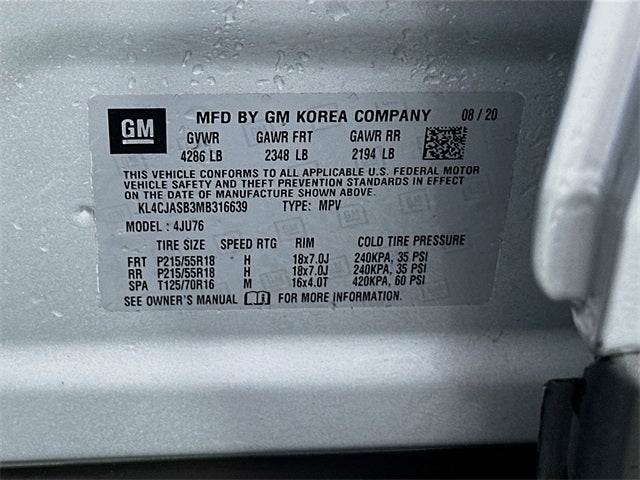 GM MFD BY GM KOREA COMPANY 08 / 20
GVWR GAWR FRT GAWR RR
4286 LB 2348 LB 2194 LB
THIS VEHICLE CONFORMS TO ALL APPLICABLE U.S. FEDERAL MOTOR
VEHICLE SAFETY AND THEFT PREVENTION STANDARDS IN EFFECT
ON THE DATE OF MANUFACTURE SHOWN ABOVE.
KL4CJASB3MB316639 TYPE: MPV
MODEL : 4JU76
TIRE SIZE SPEED RTG RIM COLD TIRE PRESSURE
FRT P215/55R18 H 18x7.0J 240KPA, 35 PSI
RR P215/55R18 H 18x7.0J 240KPA, 35 PSI
SPA T125/70R16 M 16x4.0T 420KPA, 60 PSI
SEE OWNER'S MANUAL FOR MORE INFORMATION.